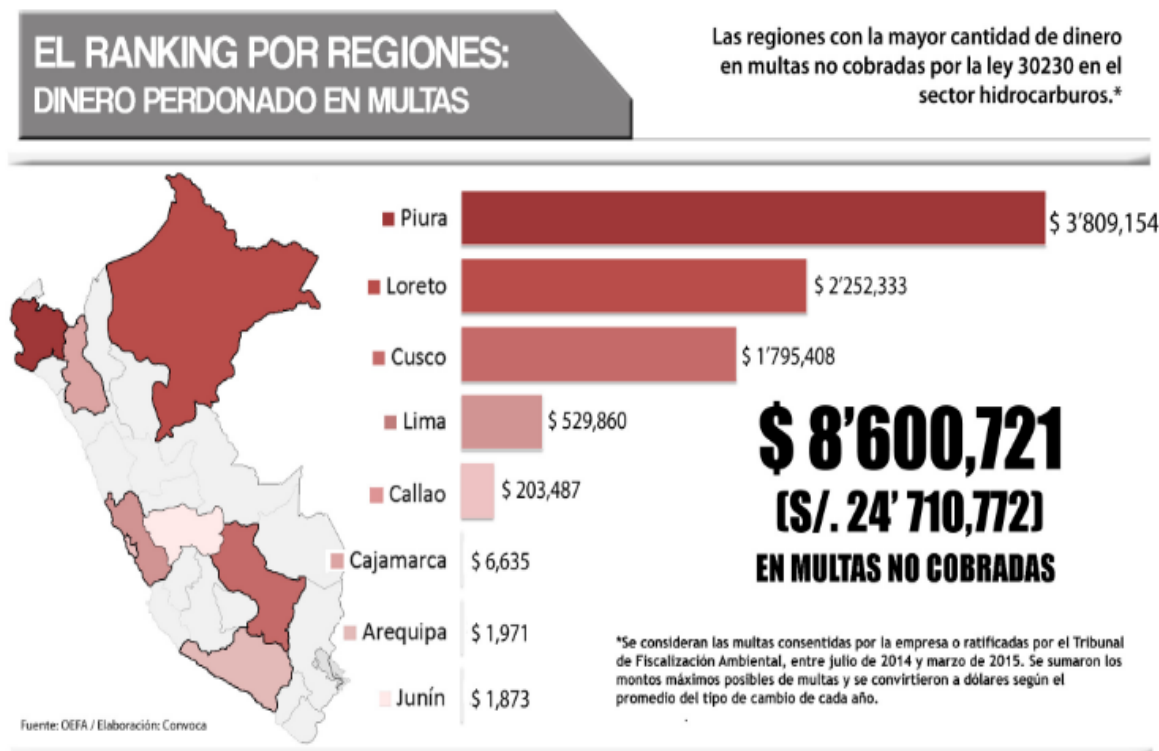 EL RANKING POR REGIONES:
DINERO PERDONADO EN MULTAS
Las regiones con la mayor cantidad de dinero
en multas no cobradas por la ley 30230 en el
sector hidrocarburos.*
Piura $ 3'809,154
Loreto $ 2'252,333
Cusco $ 1'795,408
Lima $ 529,860
Callao $ 203,487
Cajamarca $ 6,635
Arequipa $ 1,971
Junín $ 1,873
$ 8'600,721
(S/. 24' 710,772)
EN MULTAS NO COBRADAS
*Se consideran las multas consentidas por la empresa o ratificadas por el Tribunal
de Fiscalización Ambiental, entre julio de 2014 y marzo de 2015. Se sumaron los
montos máximos posibles de multas y se convirtieron a dólares según el
promedio del tipo de cambio de cada año.
Fuente: OEFA / Elaboración: Convoca